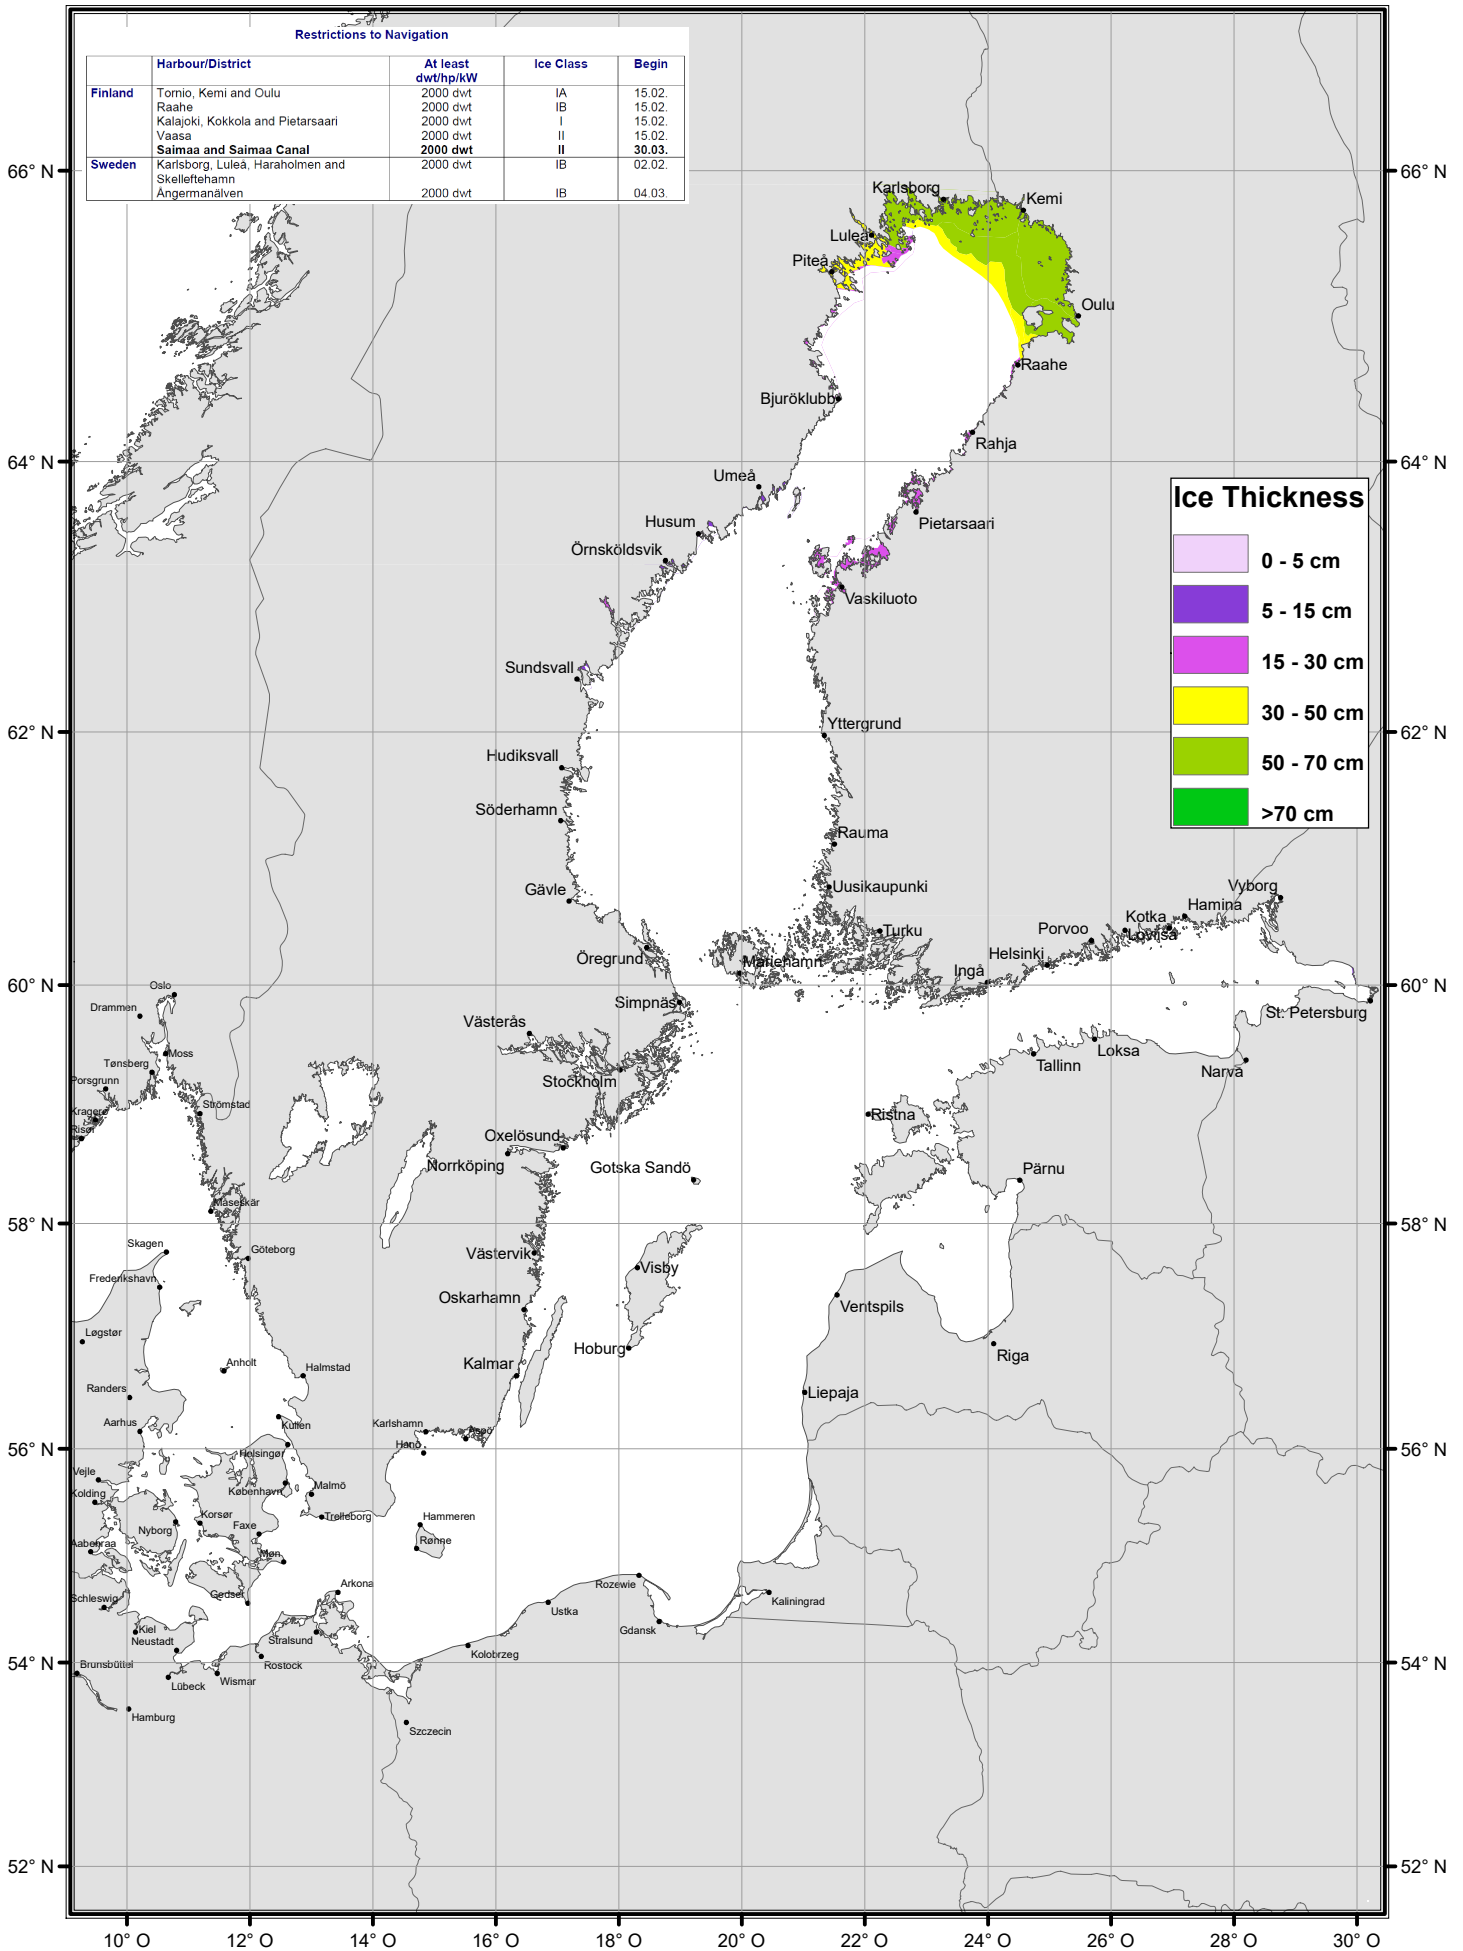 Restrictions to Navigation
Harbour/District At least dwt/hp/kW Ice Class Begin
Finland Tornio, Kemi and Oulu 2000 dwt IA 15.02.
Raahe 2000 dwt IB 15.02.
Kalajoki, Kokkola and Pietarsaari 2000 dwt I 15.02.
Vaasa 2000 dwt II 15.02.
Saimaa and Saimaa Canal 2000 dwt II 30.03.
Sweden Karlsborg, Luleå, Haraholmen and 2000 dwt IB 02.02.
Skelleftehamn
Ångermanälven 2000 dwt IB 04.03.
66° N 66° N
Karlsborg
Kemi
Luleå
Piteå
Oulu
Raahe
Bjuröklubb
Rahja
64° N 64° N
Umeå
Ice Thickness
0 - 5 cm
5 - 15 cm
15 - 30 cm
30 - 50 cm
50 - 70 cm
>70 cm
Husum
Pietarsaari
Örnsköldsvik
Vaskiluoto
Sundsvall
Yttergrund
62° N 62° N
Hudiksvall
Söderhamn
Rauma
Gävle
Uusikaupunki
Vyborg
Hamina
Kotka
Lovisa
Porvoo
Turku
Helsinki
Öregrund
Mariehamn
Ingå
60° N 60° N
Oslo
Simpnäs
Drammen
St. Petersburg
Västerås
Moss
Tønsberg
Loksa
Tallinn
Narva
Porsgrunn
Stockholm
Strömstad
Kragerø
Ristna
Risør
Oxelösund
Norrköping
Gotska Sandö
Pärnu
Måseskär
58° N 58° N
Skagen
Göteborg
Västervik
Visby
Frederikshavn
Oskarhamn
Ventspils
Løgstør
Hoburg
Riga
Anholt
Halmstad
Kalmar
Randers
Liepaja
Aarhus
Kullen
Karlshamn
Hanö
56° N 56° N
Helsingør
Vejle
København
Malmö
Kolding
Korsør
Trelleborg
Hammeren
Nyborg
Faxe
Rønne
Aabenraa
Møn
Rozewie
Arkona
Gedser
Schleswig
Kaliningrad
Ustka
Gdansk
Kiel
Neustadt
Stralsund
Kolobrzeg
54° N 54° N
Rostock
Brunsbüttel
Wismar
Lübeck
Hamburg
Szczecin
52° N 52° N
10° O 12° O 14° O 16° O 18° O 20° O 22° O 24° O 26° O 28° O 30° O